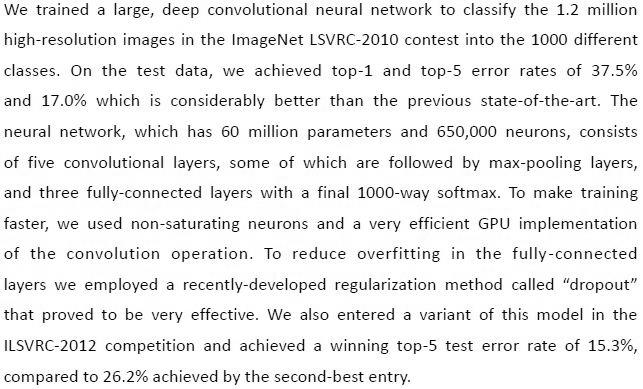 We trained a large, deep convolutional neural network to classify the 1.2 million
high-resolution images in the ImageNet LSVRC-2010 contest into the 1000 different
classes. On the test data, we achieved top-1 and top-5 error rates of 37.5%
and 17.0% which is considerably better than the previous state-of-the-art. The
neural network, which has 60 million parameters and 650,000 neurons, consists
of five convolutional layers, some of which are followed by max-pooling layers,
and three fully-connected layers with a final 1000-way softmax. To make training
faster, we used non-saturating neurons and a very efficient GPU implementation
of the convolution operation. To reduce overfitting in the fully-connected
layers we employed a recently-developed regularization method called “dropout”
that proved to be very effective. We also entered a variant of this model in the
ILSVRC-2012 competition and achieved a winning top-5 test error rate of 15.3%,
compared to 26.2% achieved by the second-best entry.